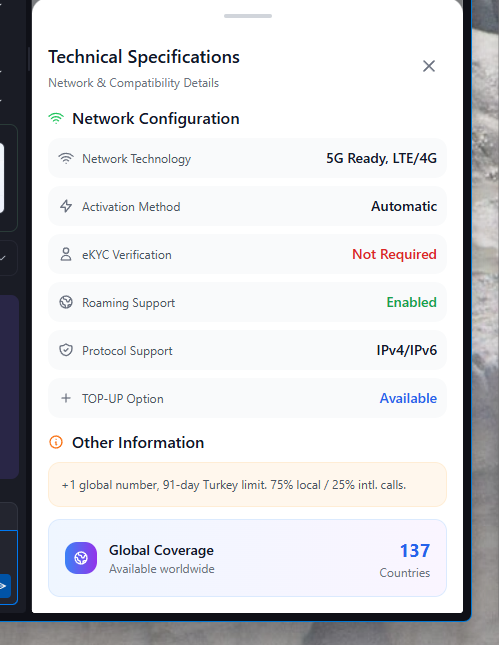 Technical Specifications
Network & Compatibility Details
Network Configuration
Network Technology 5G Ready, LTE/4G
Activation Method Automatic
eKYC Verification Not Required
Roaming Support Enabled
Protocol Support IPv4/IPv6
TOP-UP Option Available
Other Information
+1 global number, 91-day Turkey limit. 75% local / 25% intl. calls.
Global Coverage 137
Available worldwide Countries